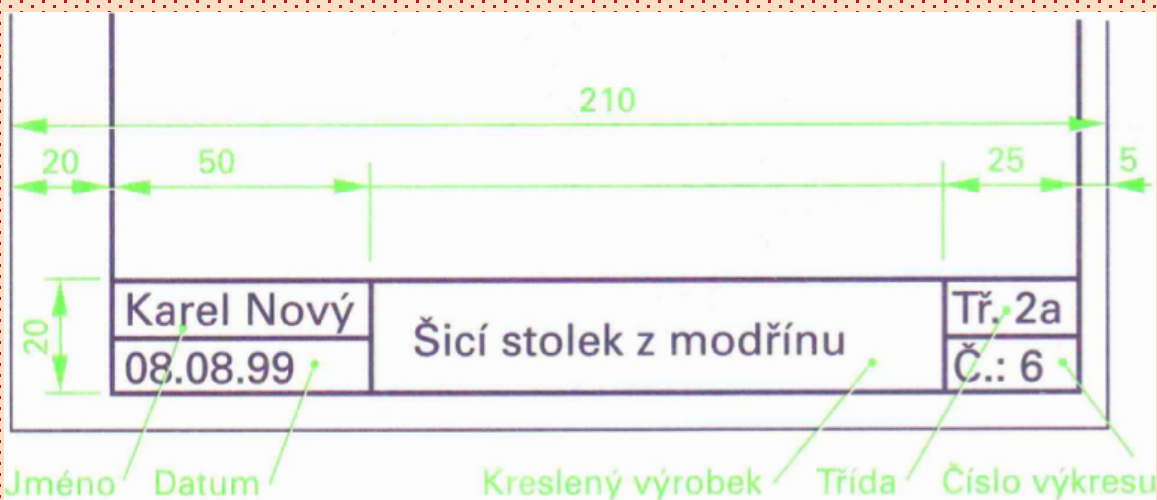 210
20 50 25 5
20
Karel Nový
08.08.99
Šicí stolek z modřínu
Tř. 2a
Č.: 6
Jméno Datum Kreslený výrobek Třída Číslo výkresu